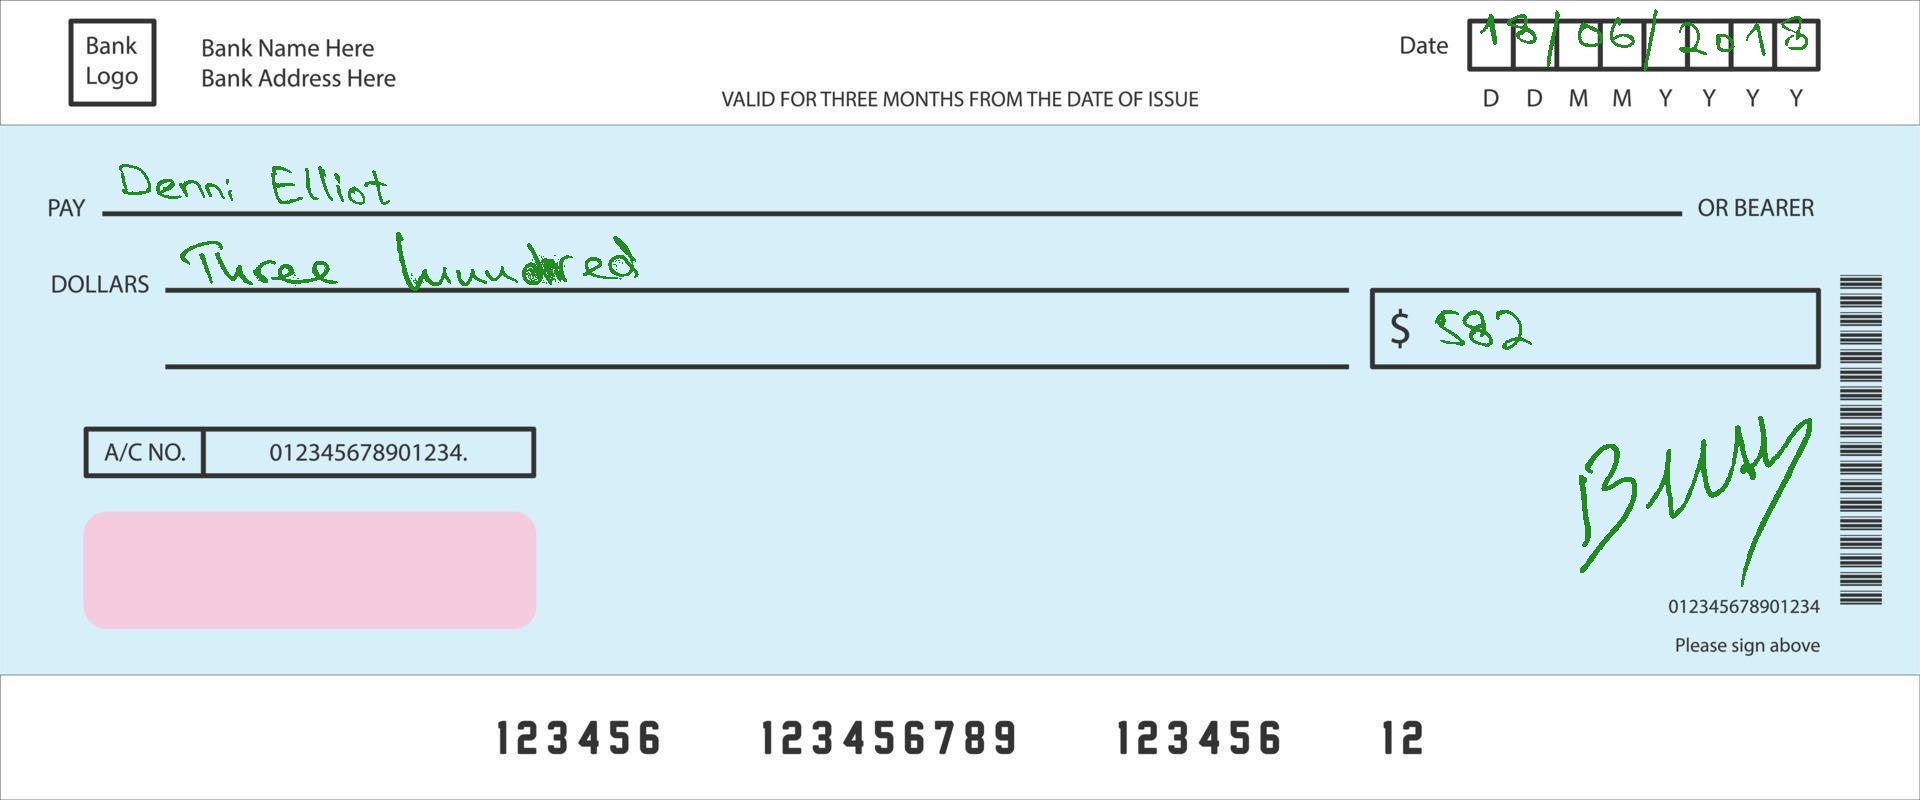 Bank Logo
Bank Name Here
Bank Address Here
VALID FOR THREE MONTHS FROM THE DATE OF ISSUE
Date 18/06/2018
D D M M Y Y Y Y
PAY Denni Elliot OR BEARER
DOLLARS Three hundred
$ 582
A/C NO. 012345678901234.
012345678901234
Please sign above
123456 123456789 123456 12